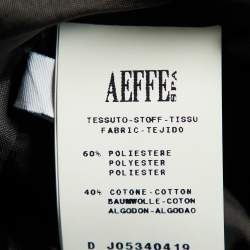 AEFFE SPA
TESSUTO-STOFF-TISSU
FABRIC-TEJIDO
60% POLIESTERE
POLYESTER
POLIESTER
40% COTONE-COTTON
BAUMWOLLE-COTON
ALGODON-ALGODAO
D J05340419